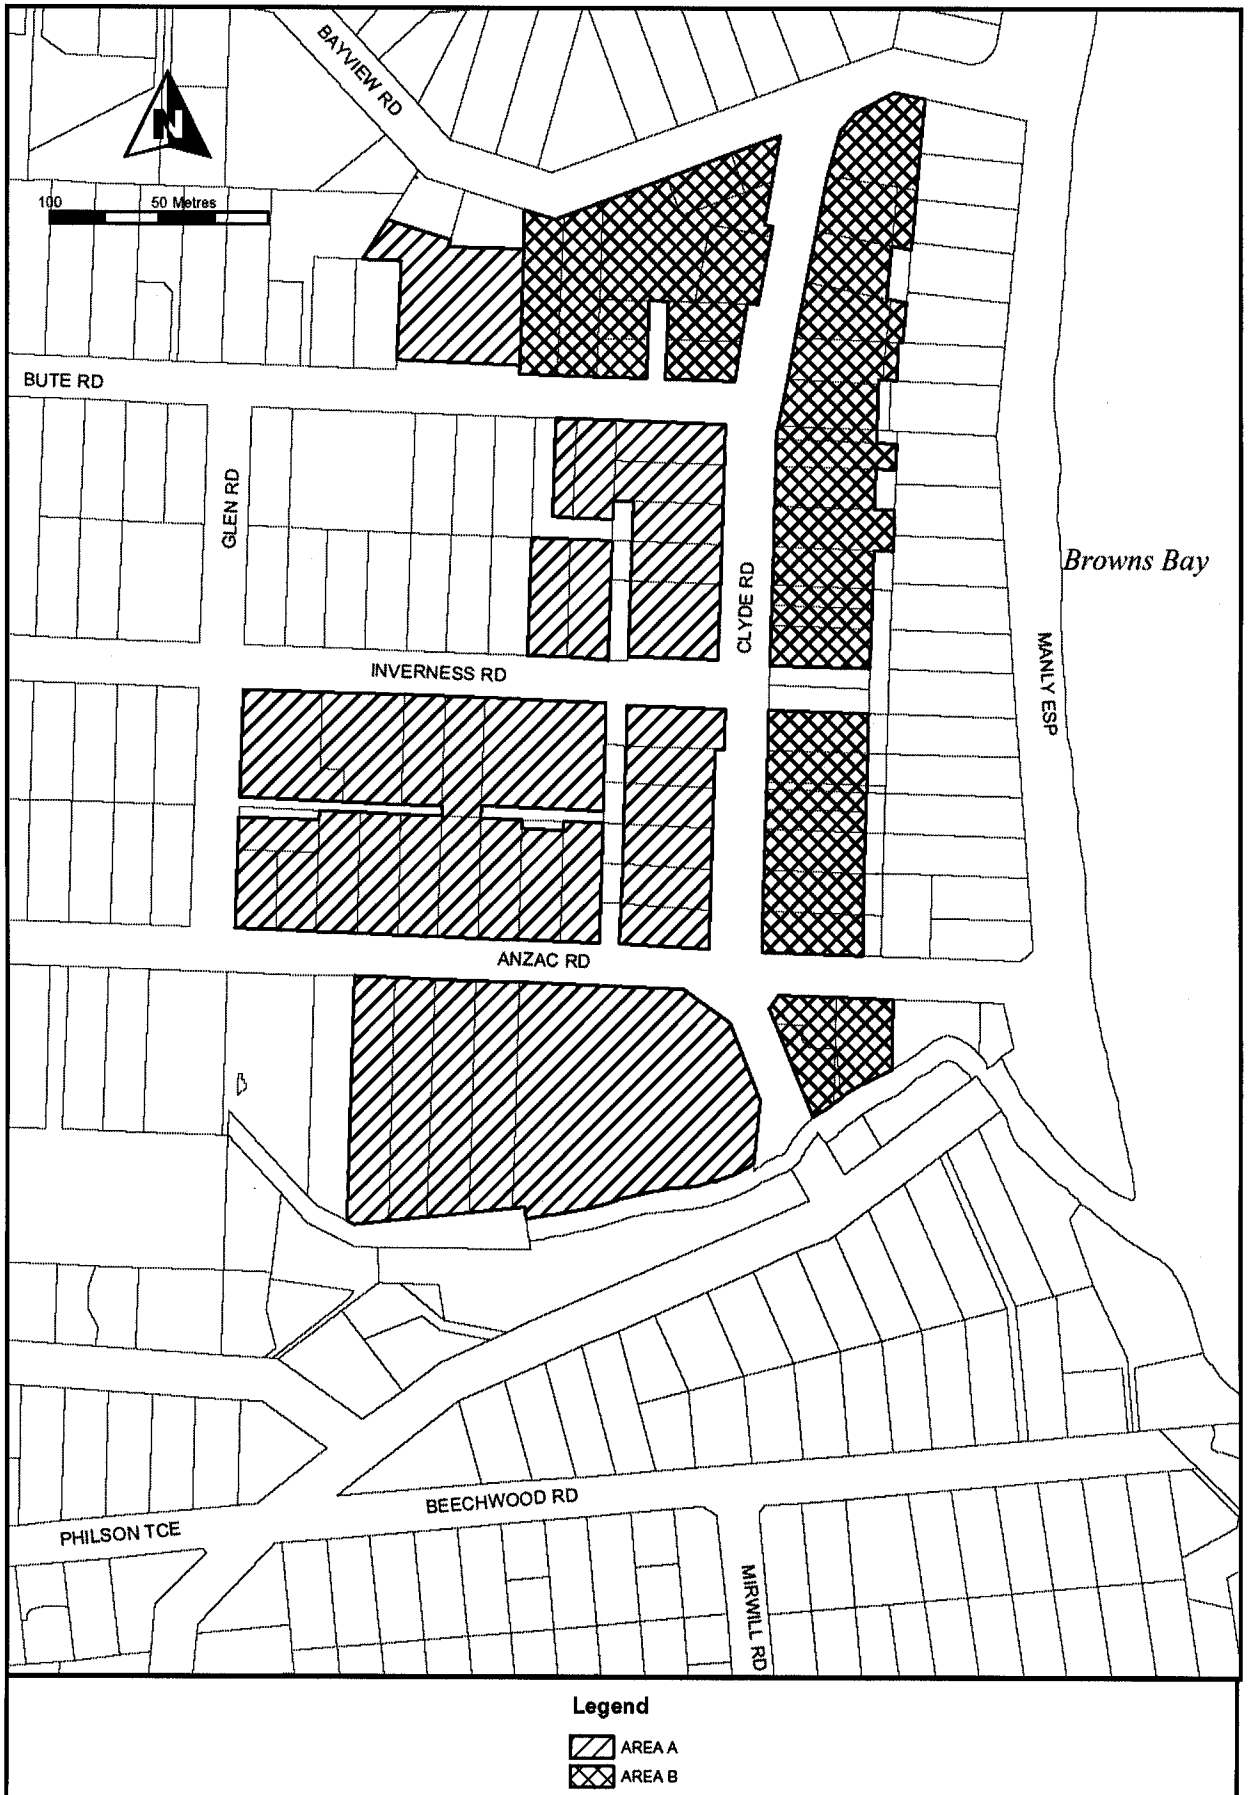 BAYVIEW RD
N
100 50 Metres
BUTE RD
GLEN RD
CLYDE RD
Browns Bay
INVERNESS RD
MANLY ESP
ANZAC RD
BEECHWOOD RD
PHILSON TCE
MIRWILL RD
Legend
AREA A
AREA B